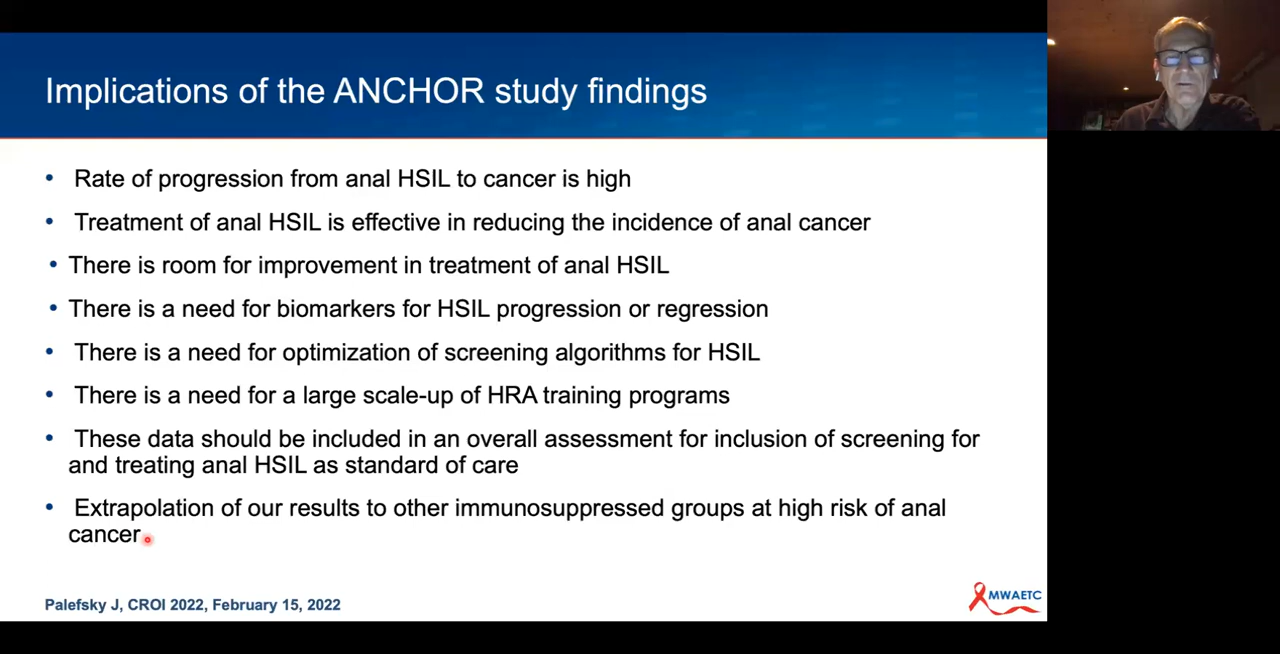 Implications of the ANCHOR study findings
• Rate of progression from anal HSIL to cancer is high
• Treatment of anal HSIL is effective in reducing the incidence of anal cancer
• There is room for improvement in treatment of anal HSIL
• There is a need for biomarkers for HSIL progression or regression
• There is a need for optimization of screening algorithms for HSIL
• There is a need for a large scale-up of HRA training programs
• These data should be included in an overall assessment for inclusion of screening for
and treating anal HSIL as standard of care
• Extrapolation of our results to other immunosuppressed groups at high risk of anal
cancer
Palefsky J, CROI 2022, February 15, 2022
MWAETC